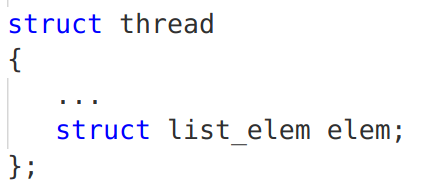 struct thread
{
...
struct list_elem elem;
};